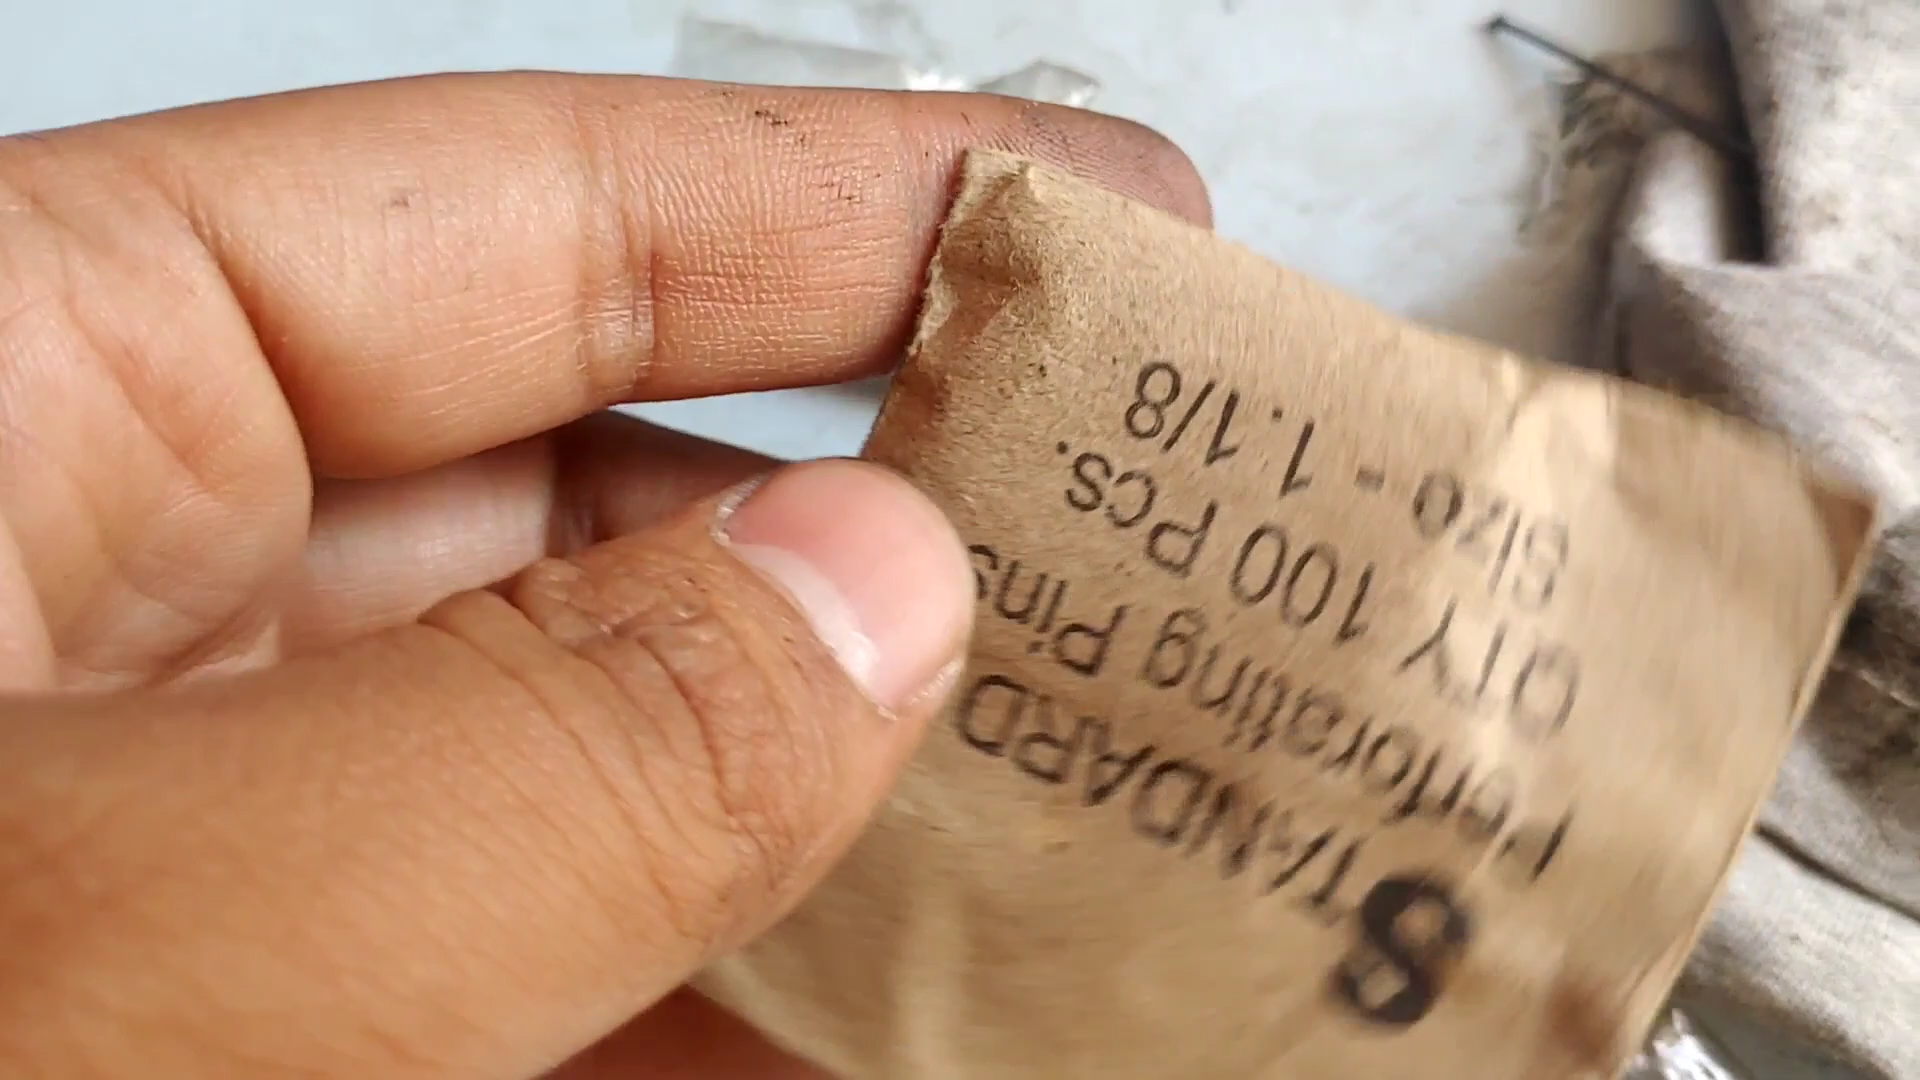 STANDARD
Perforating Pins
QTY 100 Pcs.
Size - 1.1/8